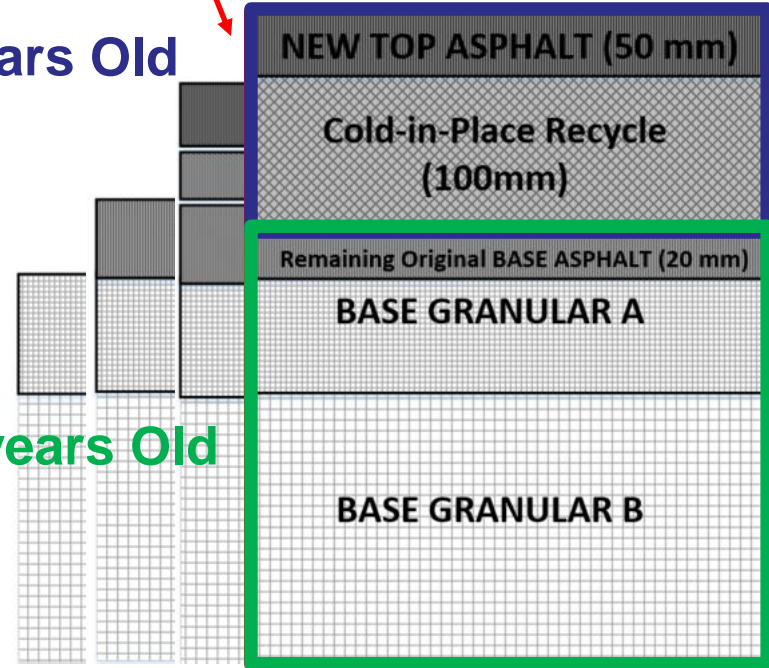 NEW TOP ASPHALT (50 mm)
ars Old
Cold-in-Place Recycle
(100mm)
Remaining Original BASE ASPHALT (20 mm)
BASE GRANULAR A
years Old
BASE GRANULAR B